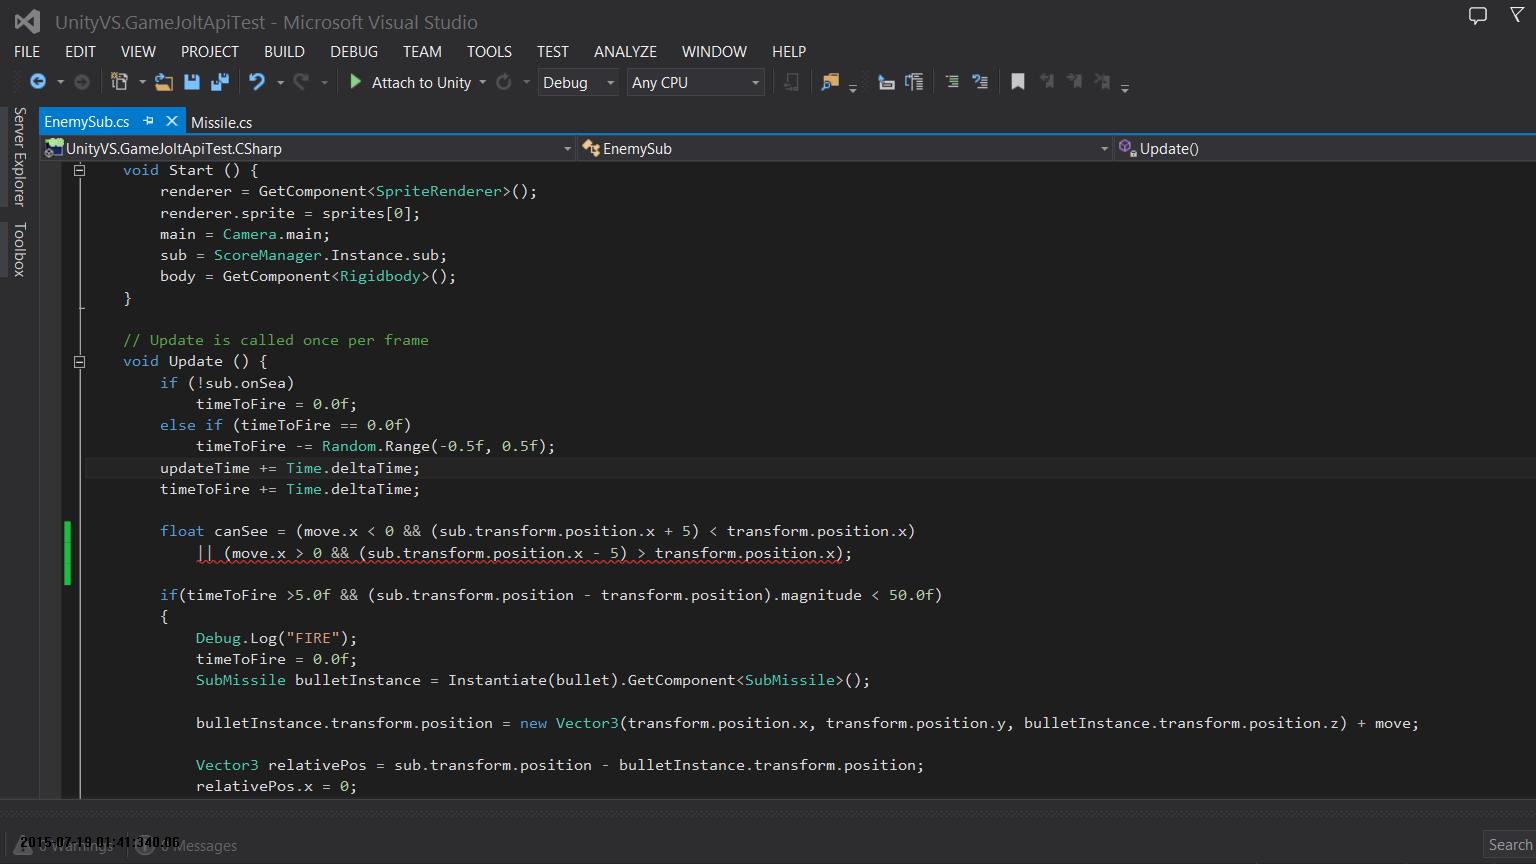 UnityVS.GameJoltApiTest - Microsoft Visual Studio
FILE EDIT VIEW PROJECT BUILD DEBUG TEAM TOOLS TEST ANALYZE WINDOW HELP
Attach to Unity Debug Any CPU
Server Explorer
Toolbox
EnemySub.cs Missile.cs
UnityVS.GameJoltApiTest.CSharp EnemySub Update()
void Start () {
renderer = GetComponent<SpriteRenderer>();
renderer.sprite = sprites[0];
main = Camera.main;
sub = ScoreManager.Instance.sub;
body = GetComponent<Rigidbody>();
}
// Update is called once per frame
void Update () {
if (!sub.onSea)
timeToFire = 0.0f;
else if (timeToFire == 0.0f)
timeToFire -= Random.Range(-0.5f, 0.5f);
updateTime += Time.deltaTime;
timeToFire += Time.deltaTime;
float canSee = (move.x < 0 && (sub.transform.position.x + 5) < transform.position.x)
|| (move.x > 0 && (sub.transform.position.x - 5) > transform.position.x);
if(timeToFire >5.0f && (sub.transform.position - transform.position).magnitude < 50.0f)
{
Debug.Log("FIRE");
timeToFire = 0.0f;
SubMissile bulletInstance = Instantiate(bullet).GetComponent<SubMissile>();
bulletInstance.transform.position = new Vector3(transform.position.x, transform.position.y, bulletInstance.transform.position.z) + move;
Vector3 relativePos = sub.transform.position - bulletInstance.transform.position;
relativePos.x = 0;
2015-07-19 01:41:340.06
0 Warnings 0 Messages
Search